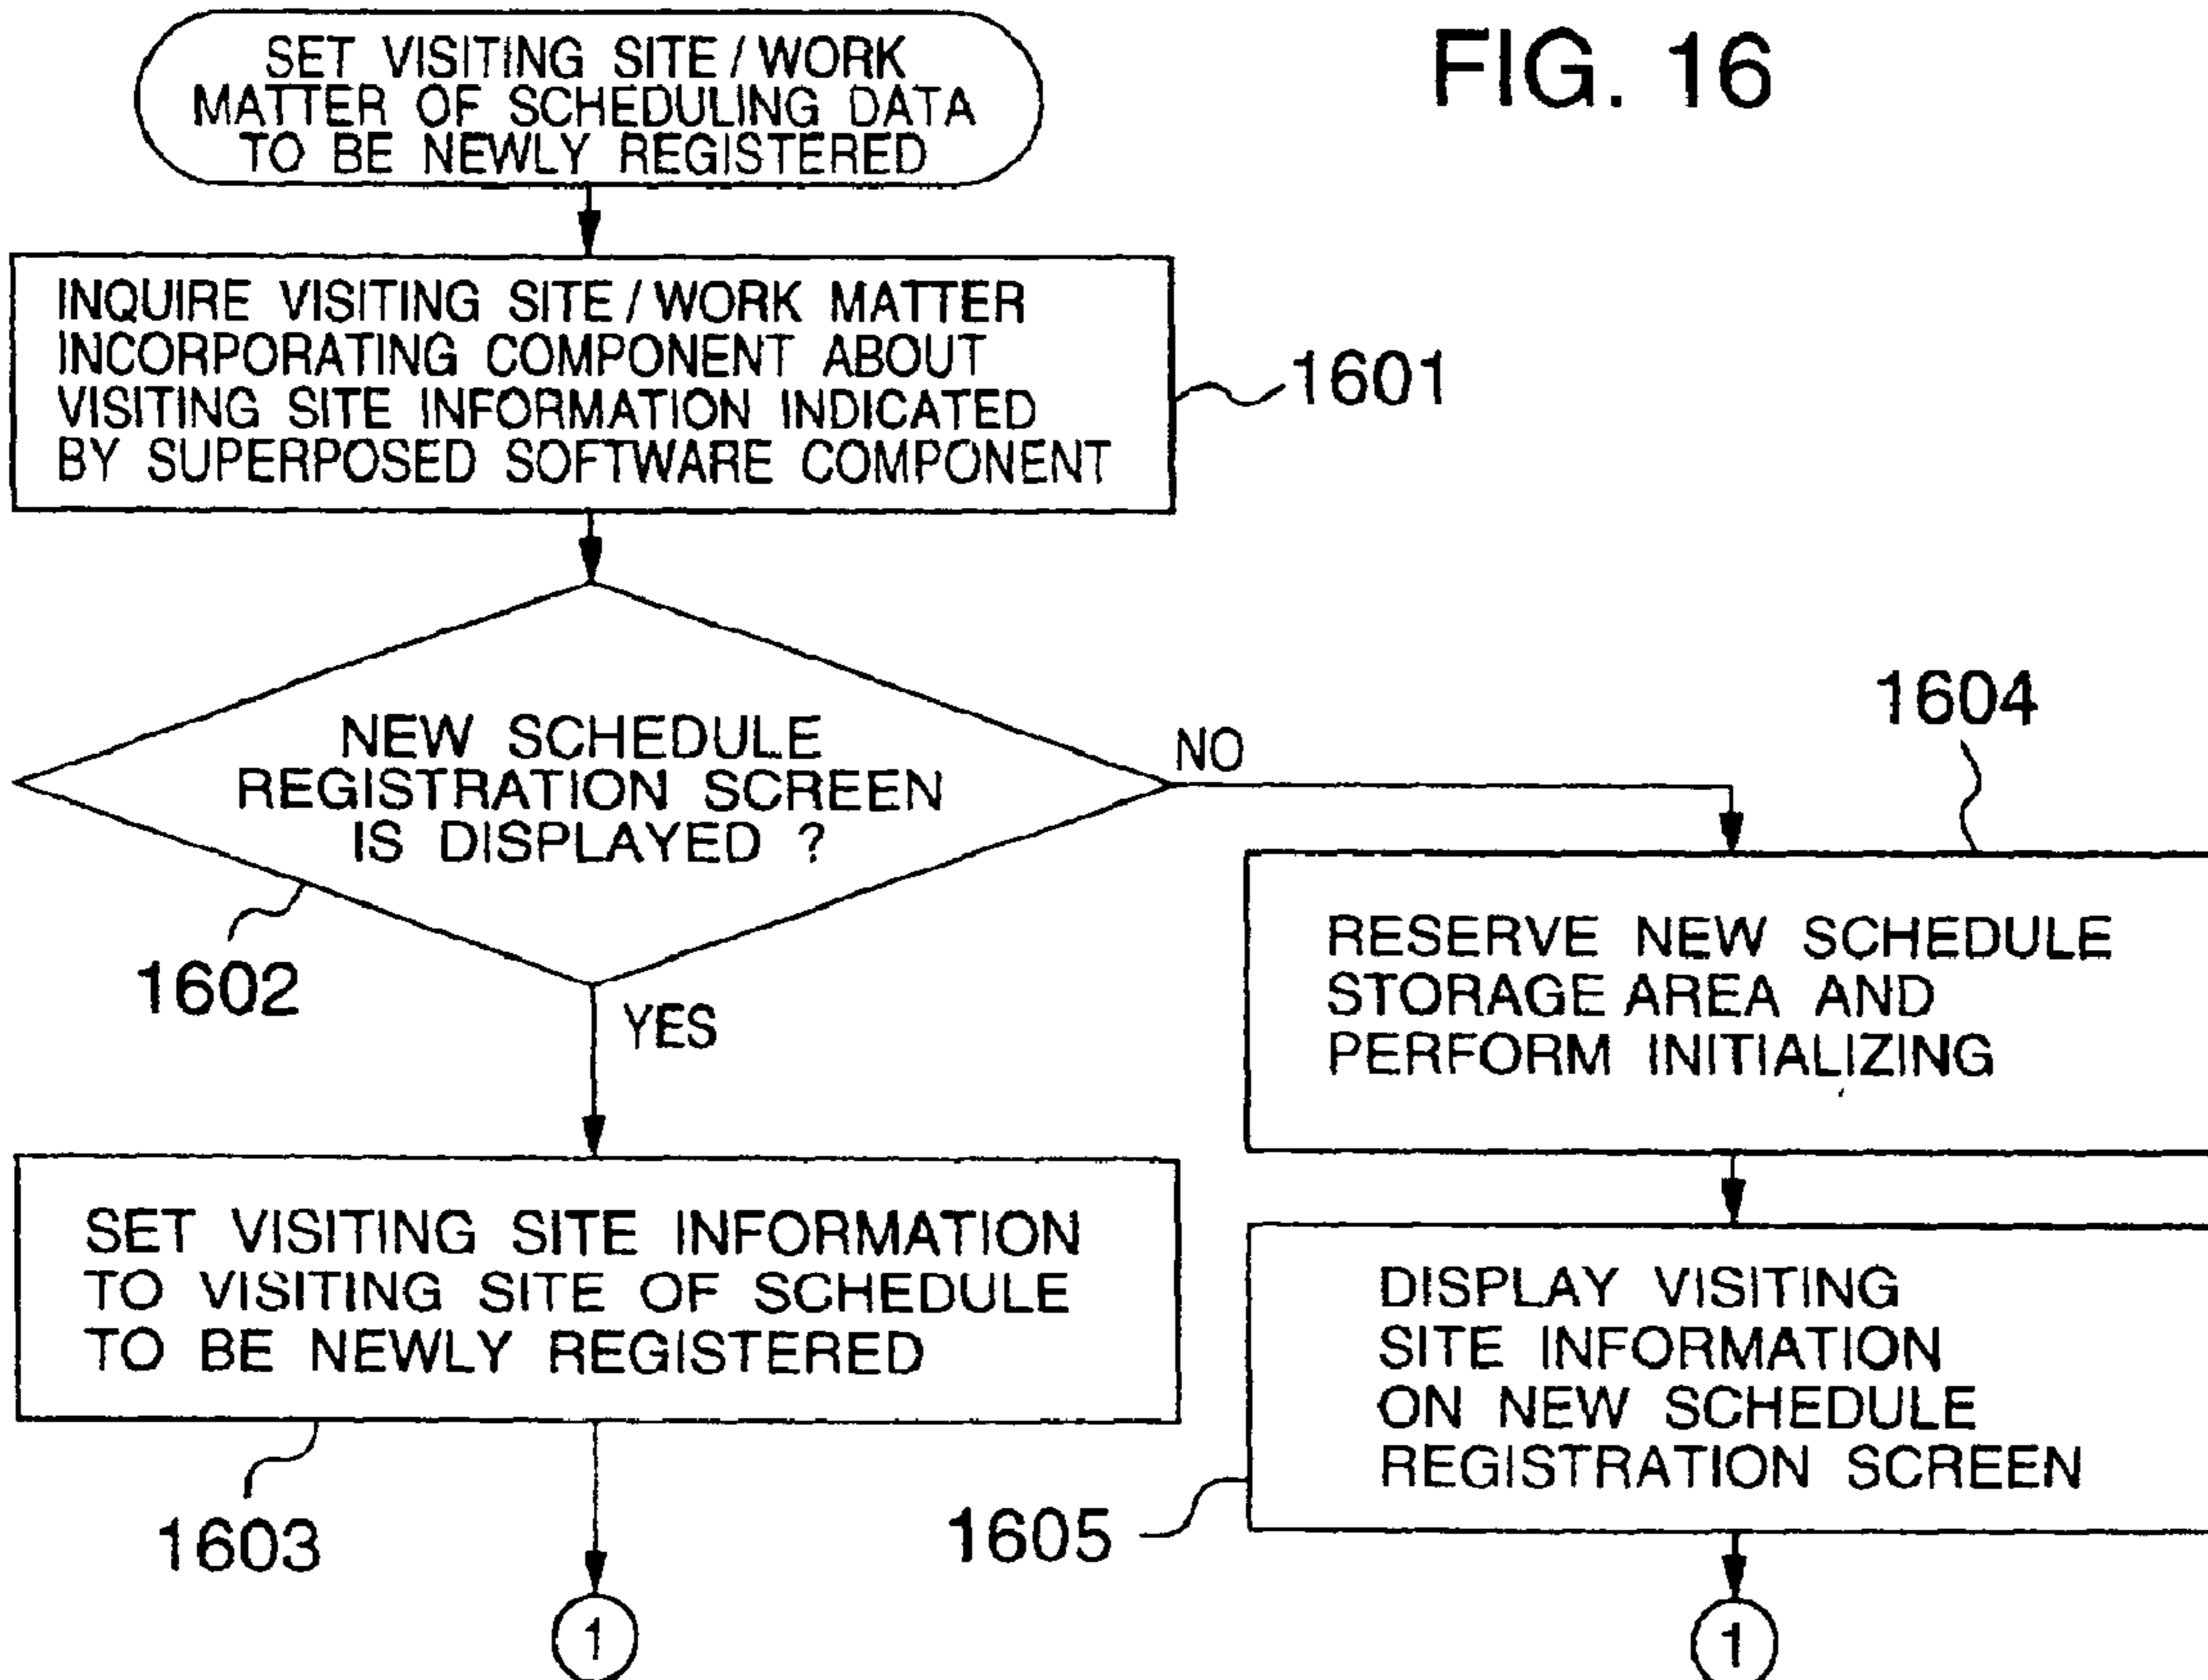 FIG. 16
SET VISITING SITE / WORK
MATTER OF SCHEDULING DATA
TO BE NEWLY REGISTERED
INQUIRE VISITING SITE / WORK MATTER
INCORPORATING COMPONENT ABOUT
VISITING SITE INFORMATION INDICATED
BY SUPERPOSED SOFTWARE COMPONENT
1601
NEW SCHEDULE
REGISTRATION SCREEN
IS DISPLAYED ?
1602
NO
YES
1604
RESERVE NEW SCHEDULE
STORAGE AREA AND
PERFORM INITIALIZING
SET VISITING SITE INFORMATION
TO VISITING SITE OF SCHEDULE
TO BE NEWLY REGISTERED
1603
DISPLAY VISITING
SITE INFORMATION
ON NEW SCHEDULE
REGISTRATION SCREEN
1605
1
1